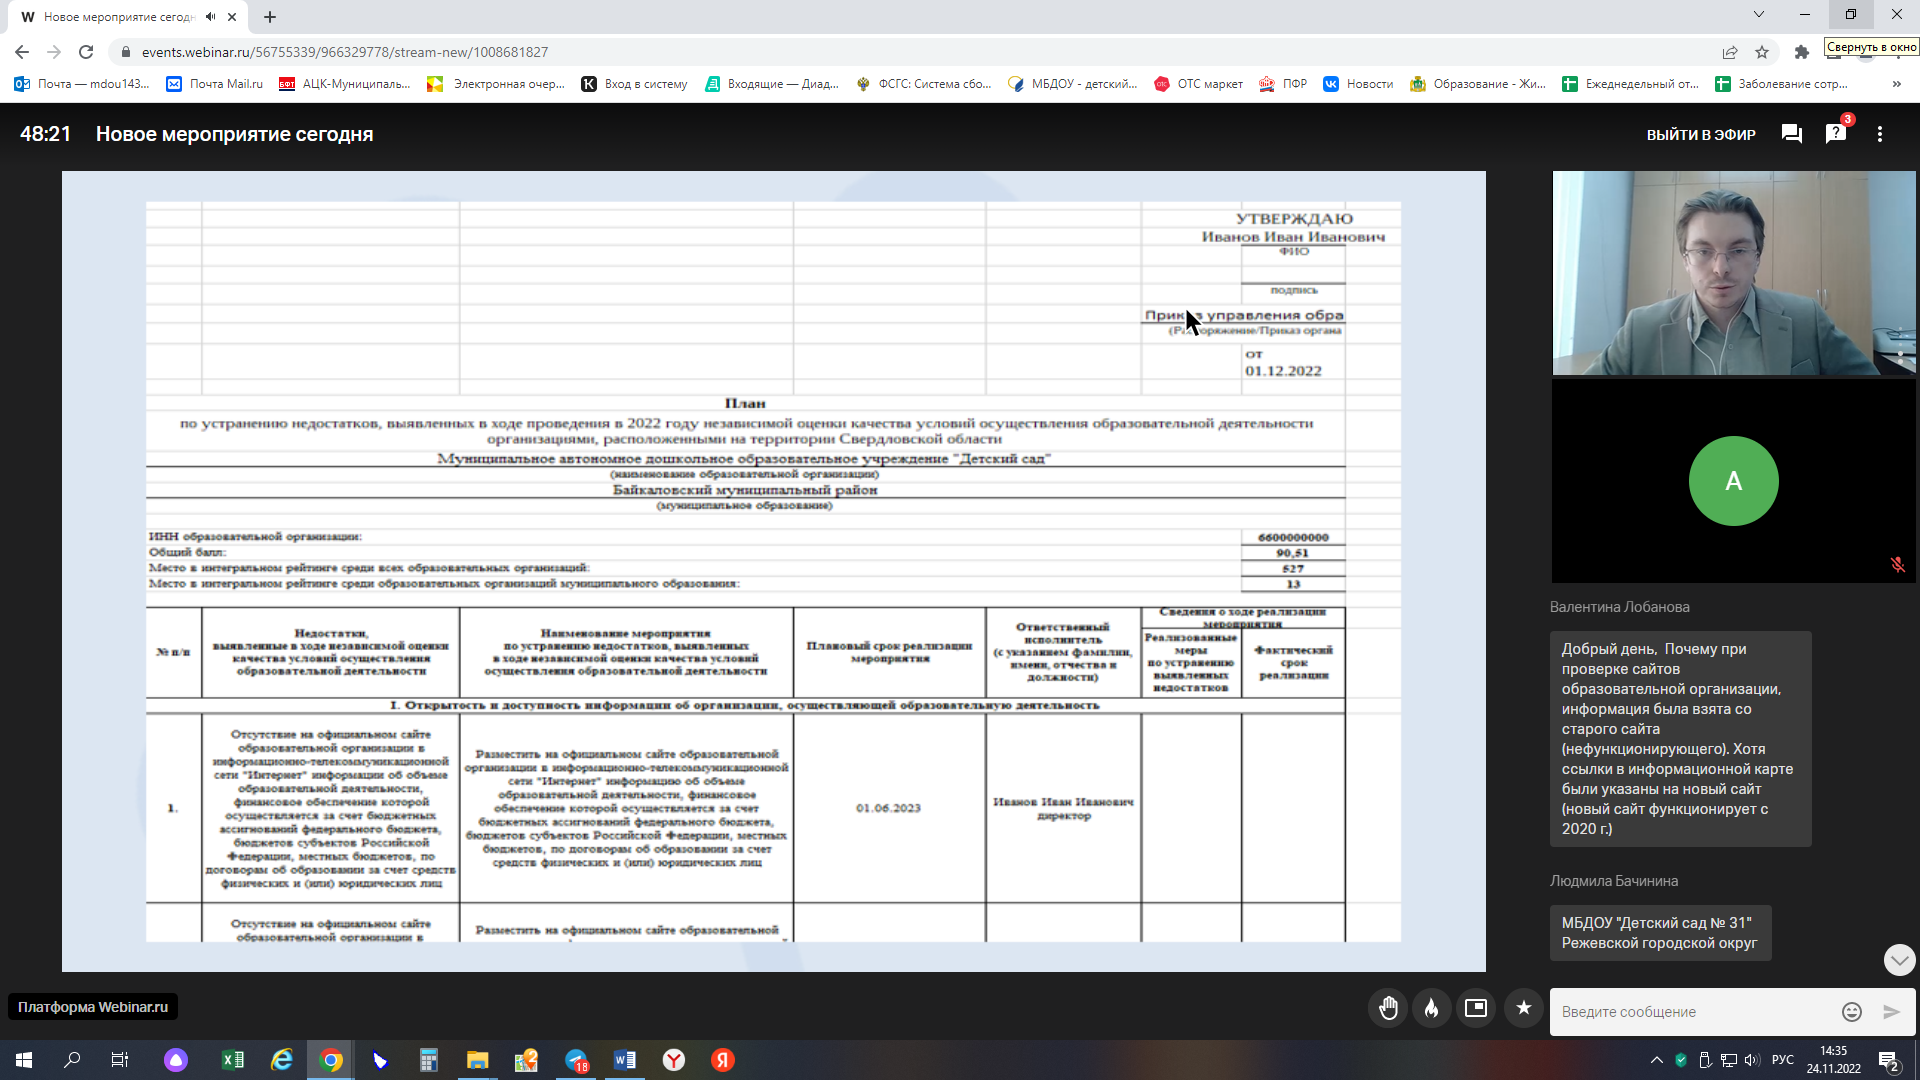 Новое мероприятие сегодн
events.webinar.ru/56755339/966329778/stream-new/1008681827
Свернуть в окно
Почта — mdou143...
Почта Mail.ru
АЦК-Муниципаль...
Электронная очер...
Вход в систему
Входящие — Диад...
ФСГС: Система сбо...
МБДОУ - детский...
ОТС маркет
ПФР
Новости
Образование - Жи...
Ежеднедельный от...
Заболевание сотр...
48:21 Новое мероприятие сегодня
ВЫЙТИ В ЭФИР
3
УТВЕРЖДАЮ
Иванов Иван Иванович
ФИО
подпись
Приказ управления обра
(Распоряжение/Приказ органа
от
01.12.2022
План
по устранению недостатков, выявленных в ходе проведения в 2022 году независимой оценки качества условий осуществления образовательной деятельности
организациями, расположенными на территории Свердловской области
Муниципальное автономное дошкольное образовательное учреждение "Детский сад"
(наименование образовательной организации)
Байкаловский муниципальный район
(муниципальное образование)
ИНН образовательной организации: 6600000000
Общий балл: 90,51
Место в интегральном рейтинге среди всех образовательных организаций: 527
Место в интегральном рейтинге среди образовательных организаций муниципального образования: 13
№ п/п
Недостатки,
выявленные в ходе независимой оценки
качества условий осуществления
образовательной деятельности
Наименование мероприятия
по устранению недостатков, выявленных
в ходе независимой оценки качества условий
осуществления образовательной деятельности
Плановый срок реализации
мероприятия
Ответственный
исполнитель
(с указанием фамилии,
имени, отчества и
должности)
Сведения о ходе реализации
мероприятия
Реализованные
меры
по устранению
выявленных
недостатков
Фактический
срок
реализации
I. Открытость и доступность информации об организации, осуществляющей образовательную деятельность
1.
Отсутствие на официальном сайте
образовательной организации в
информационно-телекоммуникационной
сети "Интернет" информации об объеме
образовательной деятельности,
финансовое обеспечение которой
осуществляется за счет бюджетных
ассигнований федерального бюджета,
бюджетов субъектов Российской
Федерации, местных бюджетов, по
договорам об образовании за счет средств
физических и (или) юридических лиц
Разместить на официальном сайте образовательной
организации в информационно-телекоммуникационной
сети "Интернет" информацию об объеме
образовательной деятельности, финансовое
обеспечение которой осуществляется за счет
бюджетных ассигнований федерального бюджета,
бюджетов субъектов Российской Федерации, местных
бюджетов, по договорам об образовании за счет
средств физических и (или) юридических лиц
01.06.2023
Иванов Иван Иванович
директор
Отсутствие на официальном сайте
образовательной организации в
Разместить на официальном сайте образовательной
A
Валентина Лобанова
Добрый день, Почему при
проверке сайтов
образовательной организации,
информация была взята со
старого сайта
(нефункционирующего). Хотя
ссылки в информационной карте
были указаны на новый сайт
(новый сайт функционирует с
2020 г.)
Людмила Бачинина
МБДОУ "Детский сад № 31"
Режевской городской округ
Введите сообщение
Платформа Webinar.ru
18
РУС
14:35
24.11.2022
2